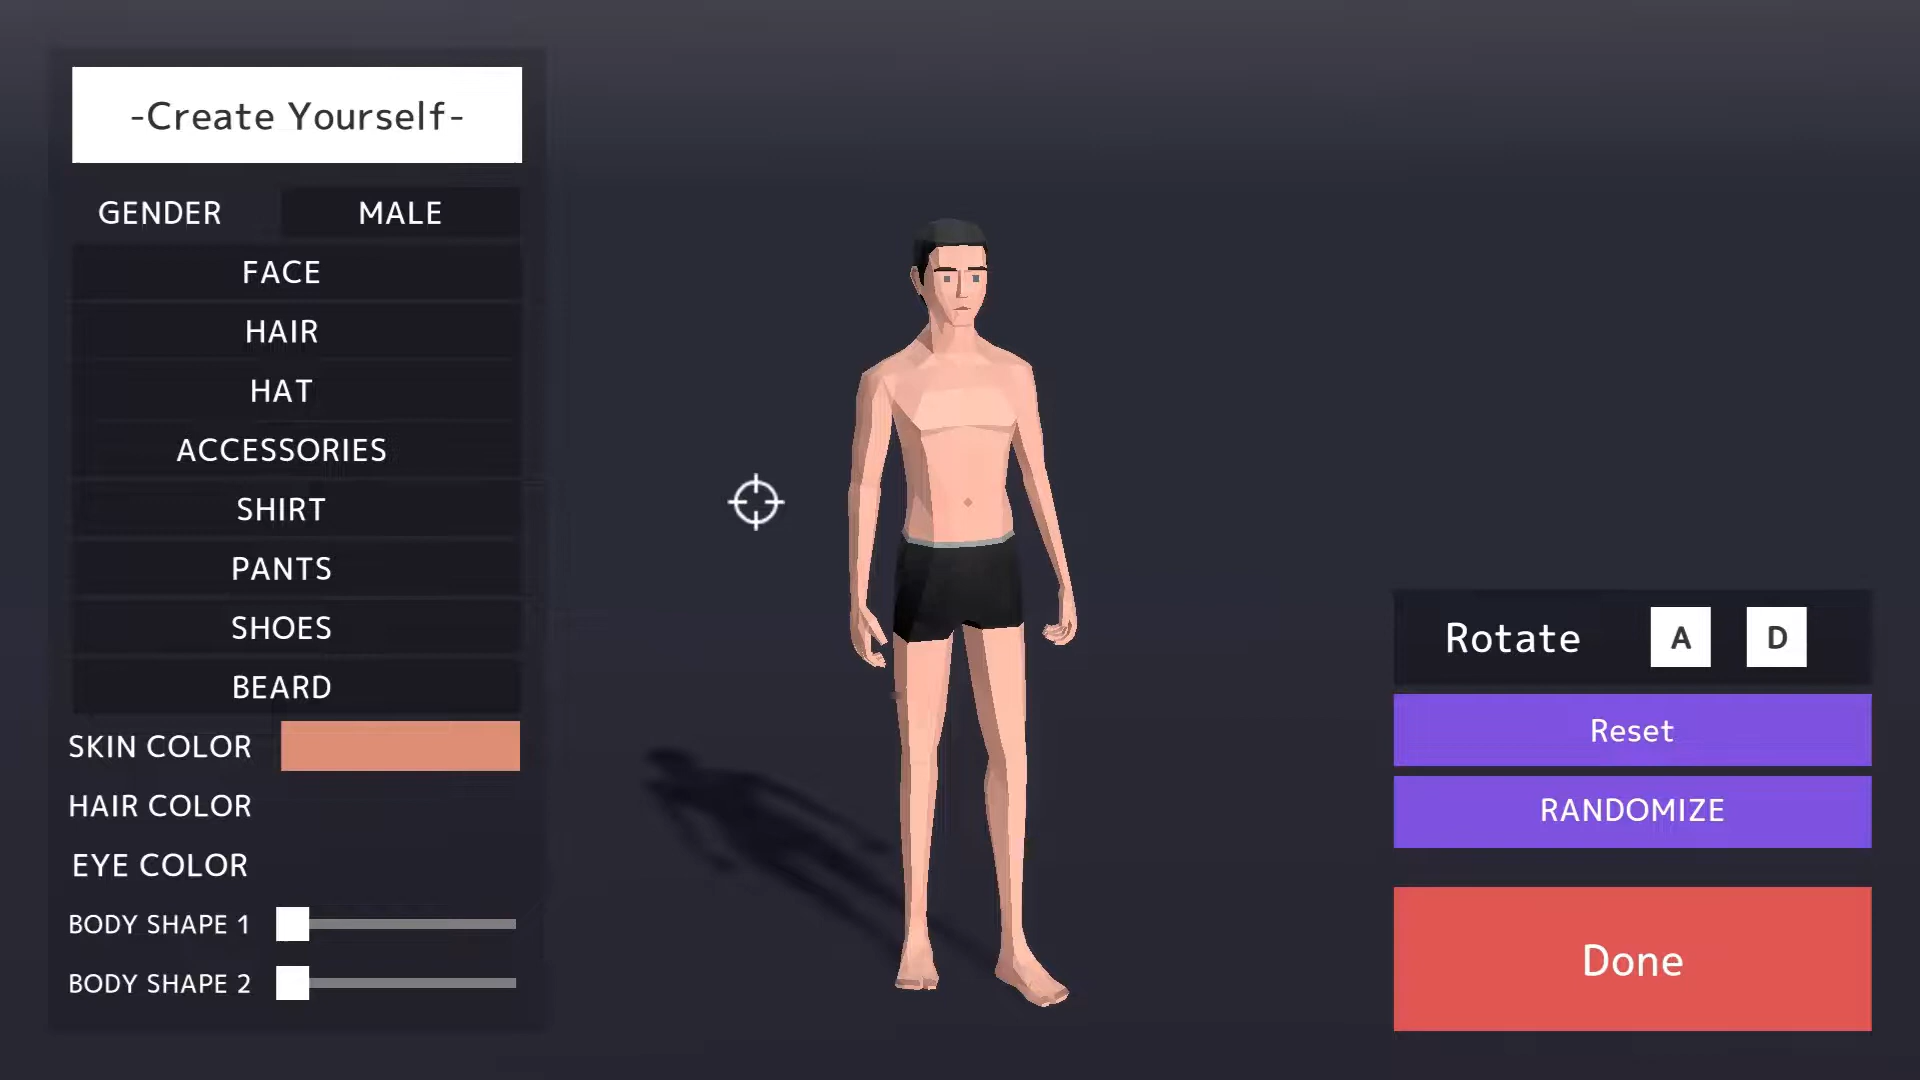 -Create Yourself-
GENDER MALE
FACE
HAIR
HAT
ACCESSORIES
SHIRT
PANTS
SHOES
BEARD
SKIN COLOR
HAIR COLOR
EYE COLOR
BODY SHAPE 1
BODY SHAPE 2
Rotate A D
Reset
RANDOMIZE
Done